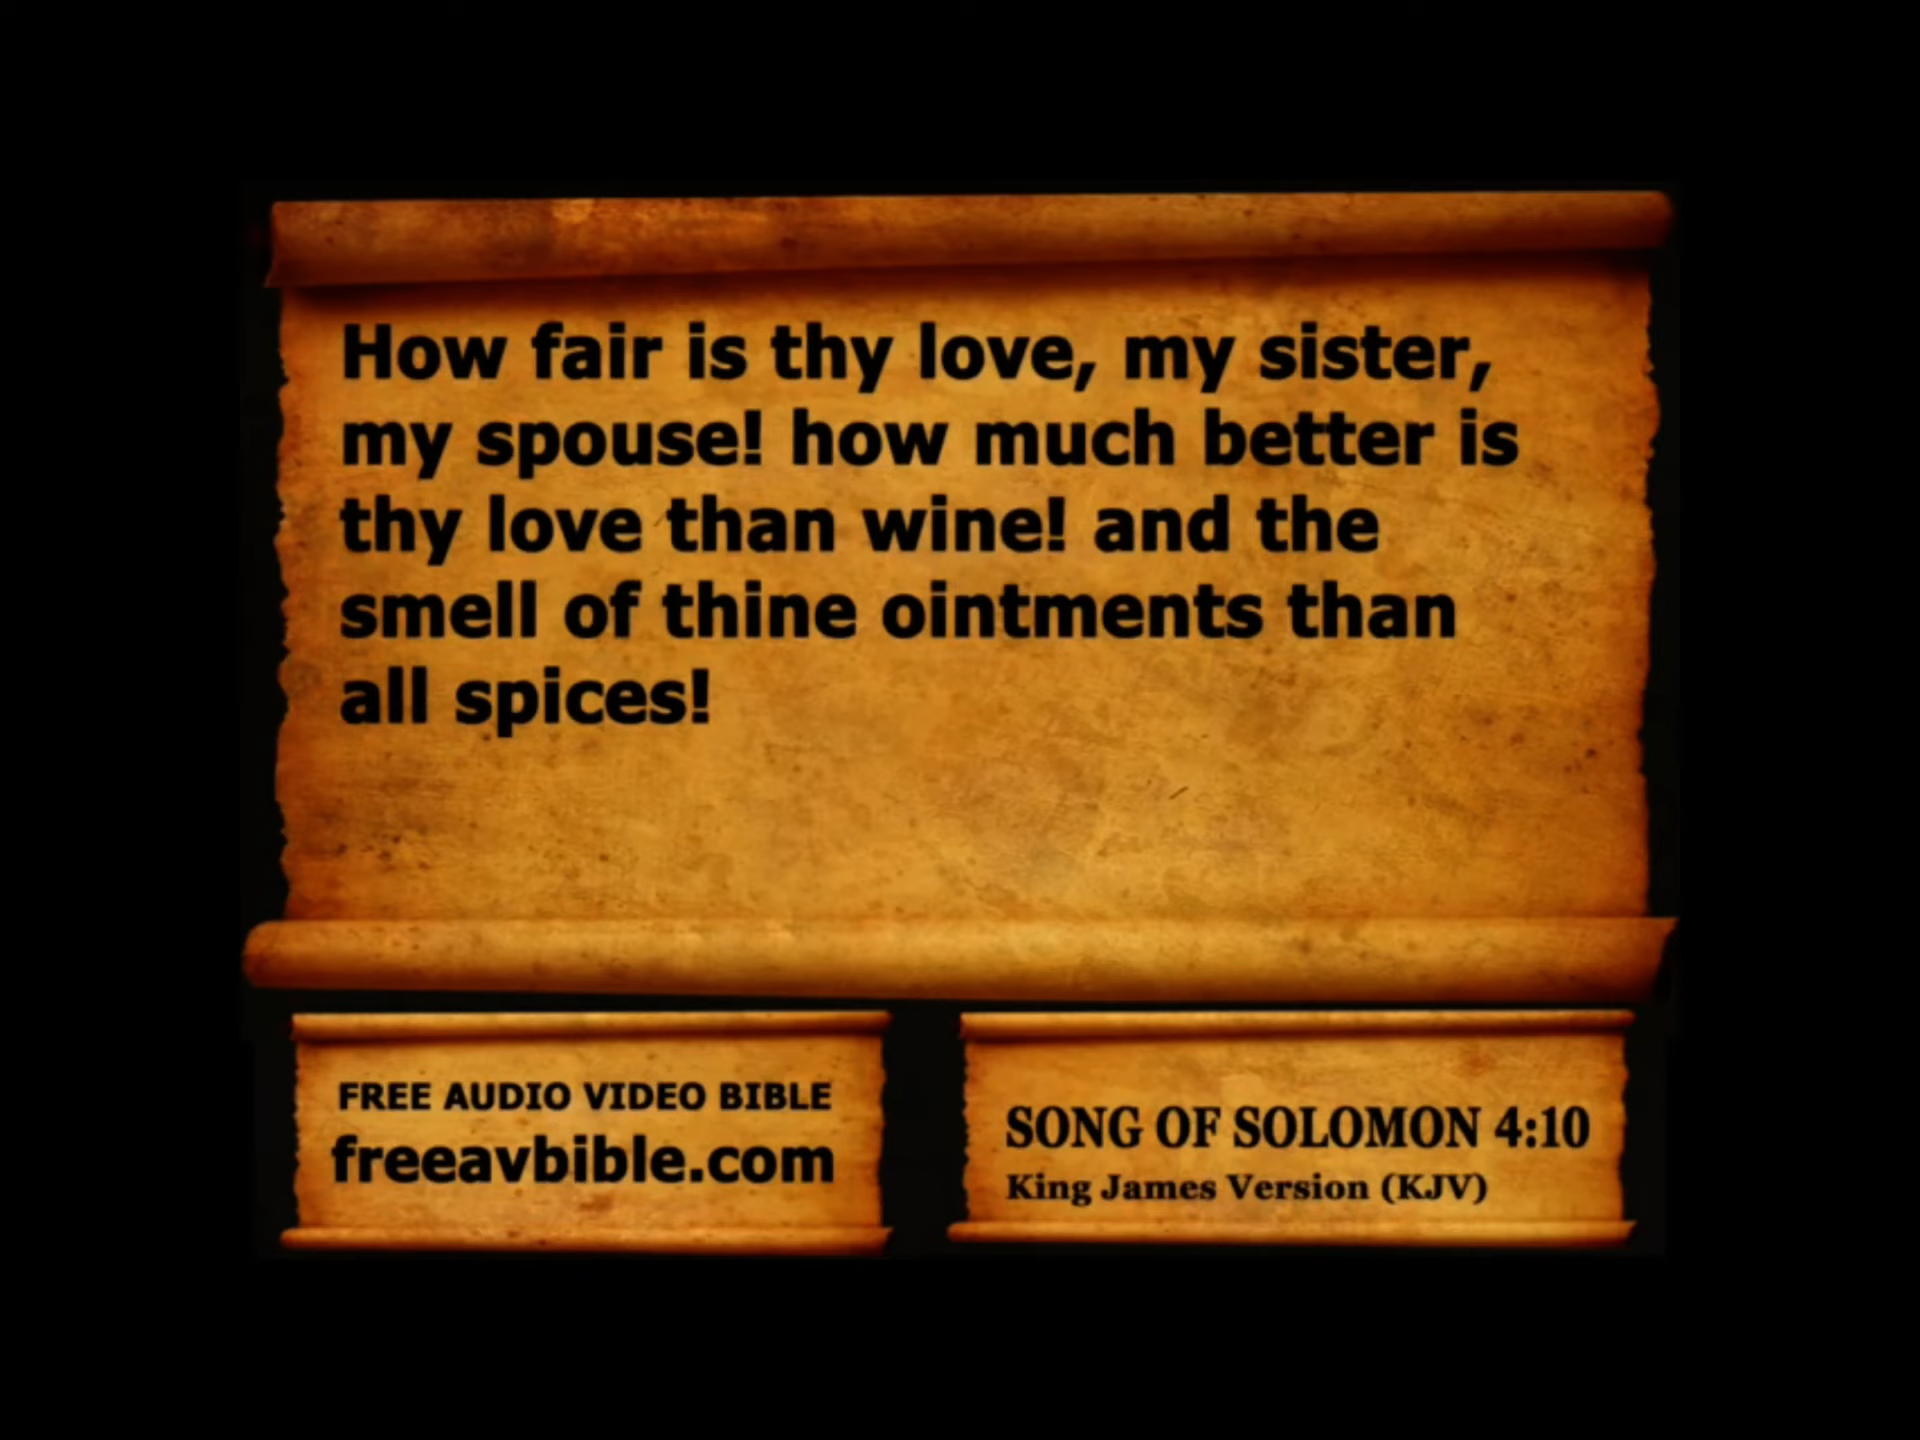 How fair is thy love, my sister,
my spouse! how much better is
thy love than wine! and the
smell of thine ointments than
all spices!
FREE AUDIO VIDEO BIBLE
freeavbible.com
SONG OF SOLOMON 4:10
King James Version (KJV)